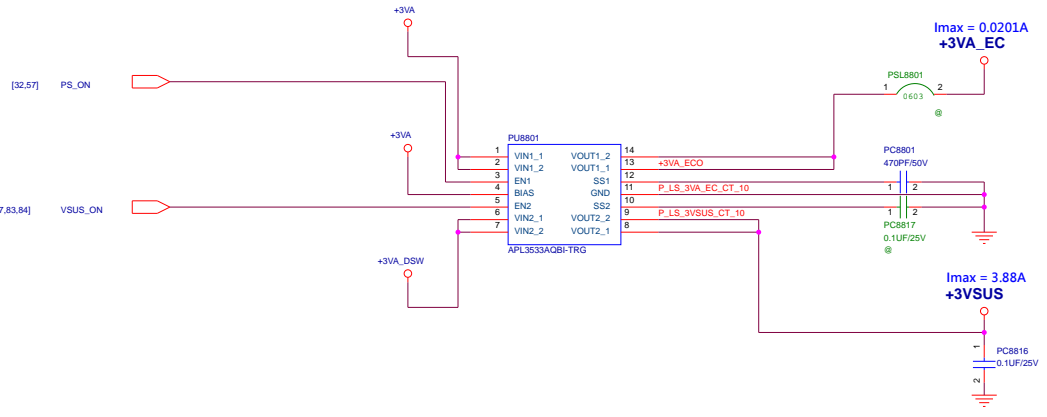 +3VA
Imax = 0.0201A
+3VA_EC
[32,57] PS_ON
PSL8801
1 2
0603
@
+3VA
PU8801
PC8801
470PF/50V
1 VIN1_1 VOUT1_2 14
2 VIN1_2 VOUT1_1 13 +3VA_ECO
3 EN1 SS1 12
4 BIAS GND 11 P_LS_3VA_EC_CT_10 1 2
5 EN2 SS2 10
6 VIN2_1 VOUT2_2 9 P_LS_3VSUS_CT_10 1 2
7 VIN2_2 VOUT2_1 8
7,83,84] VSUS_ON
PC8817
0.1UF/25V
@
APL3533AQBI-TRG
+3VA_DSW
Imax = 3.88A
+3VSUS
1
PC8816
0.1UF/25V
2